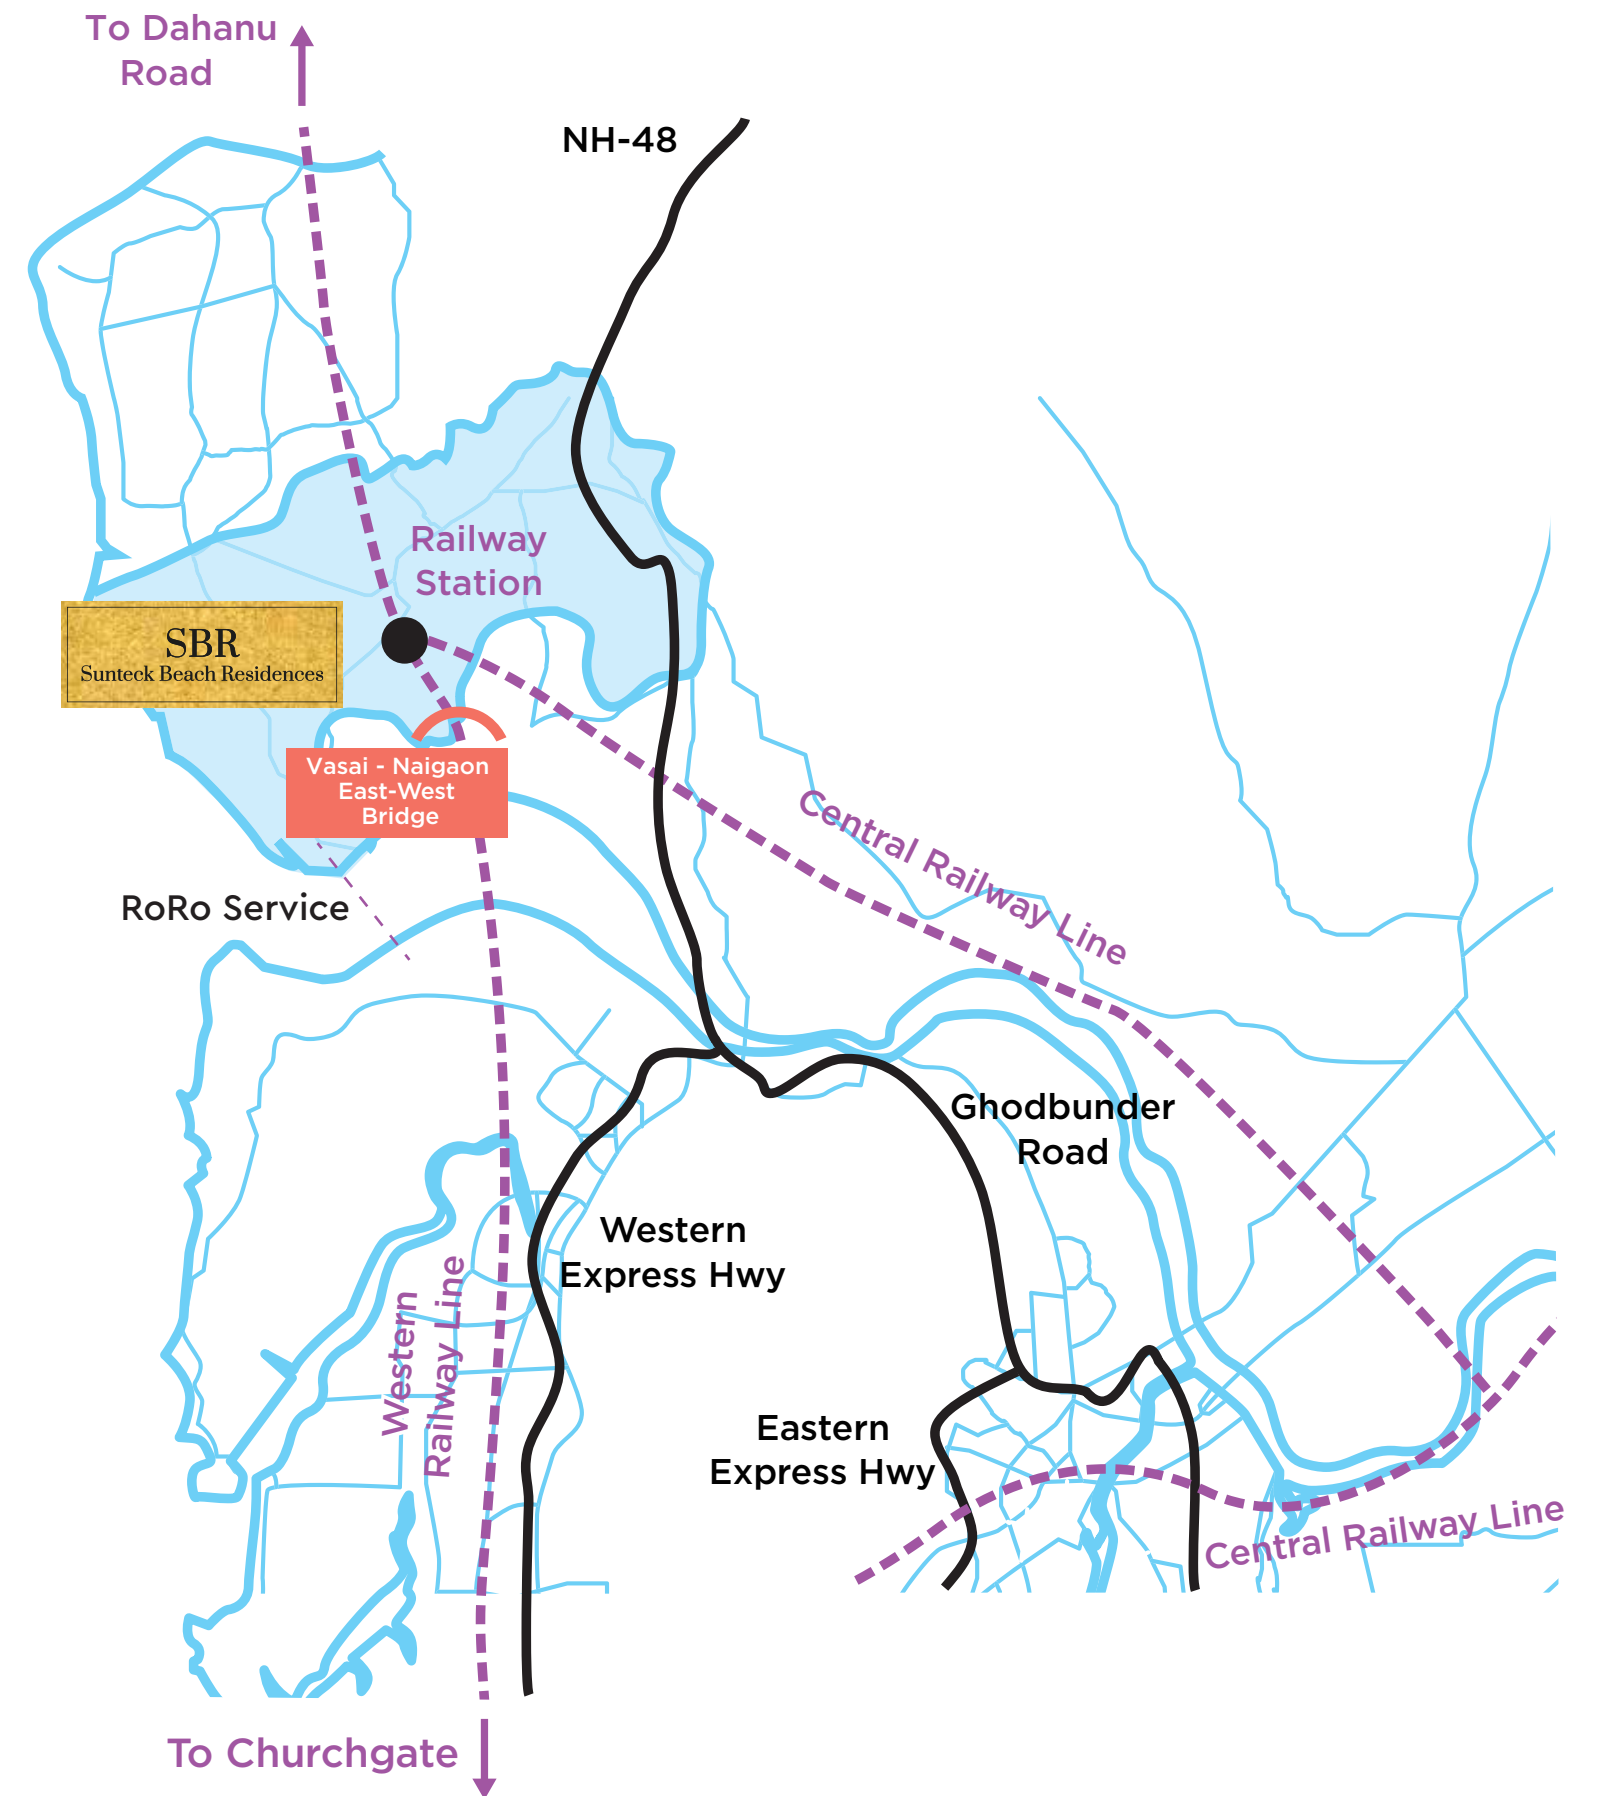 To Dahanu
Road
NH-48
Railway
Station
SBR
Sunteck Beach Residences
Vasai - Naigaon
East-West
Bridge
Central Railway Line
RoRo Service
Ghodbunder
Road
Western
Express Hwy
Western
Railway Line
Eastern
Express Hwy
Central Railway Line
To Churchgate